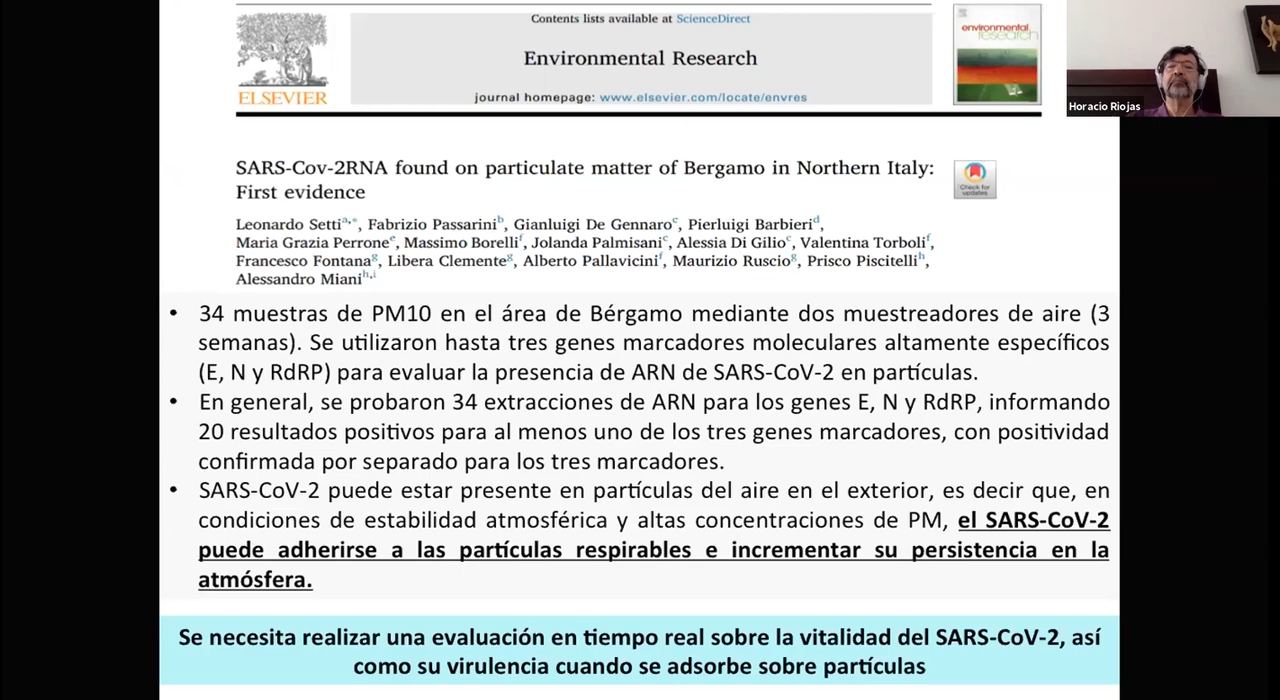 Contents lists available at ScienceDirect
Environmental Research
journal homepage: www.elsevier.com/locate/envres
ELSEVIER
environmental
research
Horacio Riojas
SARS-Cov-2RNA found on particulate matter of Bergamo in Northern Italy:
First evidence
Check for
updates
Leonardo Setti a,*, Fabrizio Passarini b, Gianluigi De Gennaro c, Pierluigi Barbieri d,
Maria Grazia Perrone e, Massimo Borelli f, Jolanda Palmisani c, Alessia Di Gilio c, Valentina Torboli f,
Francesco Fontana g, Libera Clemente g, Alberto Pallavicini f, Maurizio Ruscio g, Prisco Piscitelli h,
Alessandro Miani h,i
• 34 muestras de PM10 en el área de Bérgamo mediante dos muestreadores de aire (3
semanas). Se utilizaron hasta tres genes marcadores moleculares altamente específicos
(E, N y RdRP) para evaluar la presencia de ARN de SARS-CoV-2 en partículas.
• En general, se probaron 34 extracciones de ARN para los genes E, N y RdRP, informando
20 resultados positivos para al menos uno de los tres genes marcadores, con positividad
confirmada por separado para los tres marcadores.
• SARS-CoV-2 puede estar presente en partículas del aire en el exterior, es decir que, en
condiciones de estabilidad atmosférica y altas concentraciones de PM, el SARS-CoV-2
puede adherirse a las partículas respirables e incrementar su persistencia en la
atmósfera.
Se necesita realizar una evaluación en tiempo real sobre la vitalidad del SARS-CoV-2, así
como su virulencia cuando se adsorbe sobre partículas